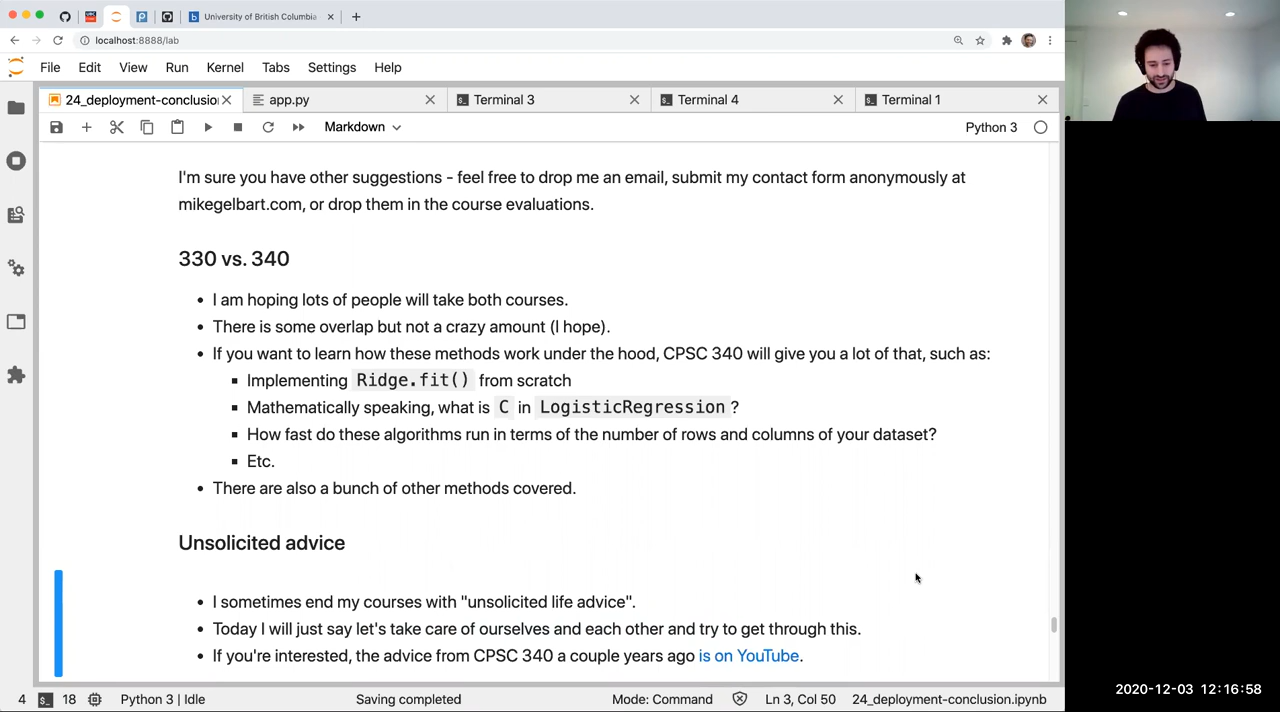 University of British Columbia
localhost:8888/lab
File Edit View Run Kernel Tabs Settings Help
24_deployment-conclusion
app.py
Terminal 3
Terminal 4
Terminal 1
Markdown
Python 3
I'm sure you have other suggestions - feel free to drop me an email, submit my contact form anonymously at
mikegelbart.com, or drop them in the course evaluations.
330 vs. 340
• I am hoping lots of people will take both courses.
• There is some overlap but not a crazy amount (I hope).
• If you want to learn how these methods work under the hood, CPSC 340 will give you a lot of that, such as:
▪ Implementing Ridge.fit() from scratch
▪ Mathematically speaking, what is C in LogisticRegression ?
▪ How fast do these algorithms run in terms of the number of rows and columns of your dataset?
▪ Etc.
• There are also a bunch of other methods covered.
Unsolicited advice
• I sometimes end my courses with "unsolicited life advice".
• Today I will just say let's take care of ourselves and each other and try to get through this.
• If you're interested, the advice from CPSC 340 a couple years ago is on YouTube.
4 18 Python 3 | Idle Saving completed Mode: Command Ln 3, Col 50 24_deployment-conclusion.ipynb
2020-12-03 12:16:58